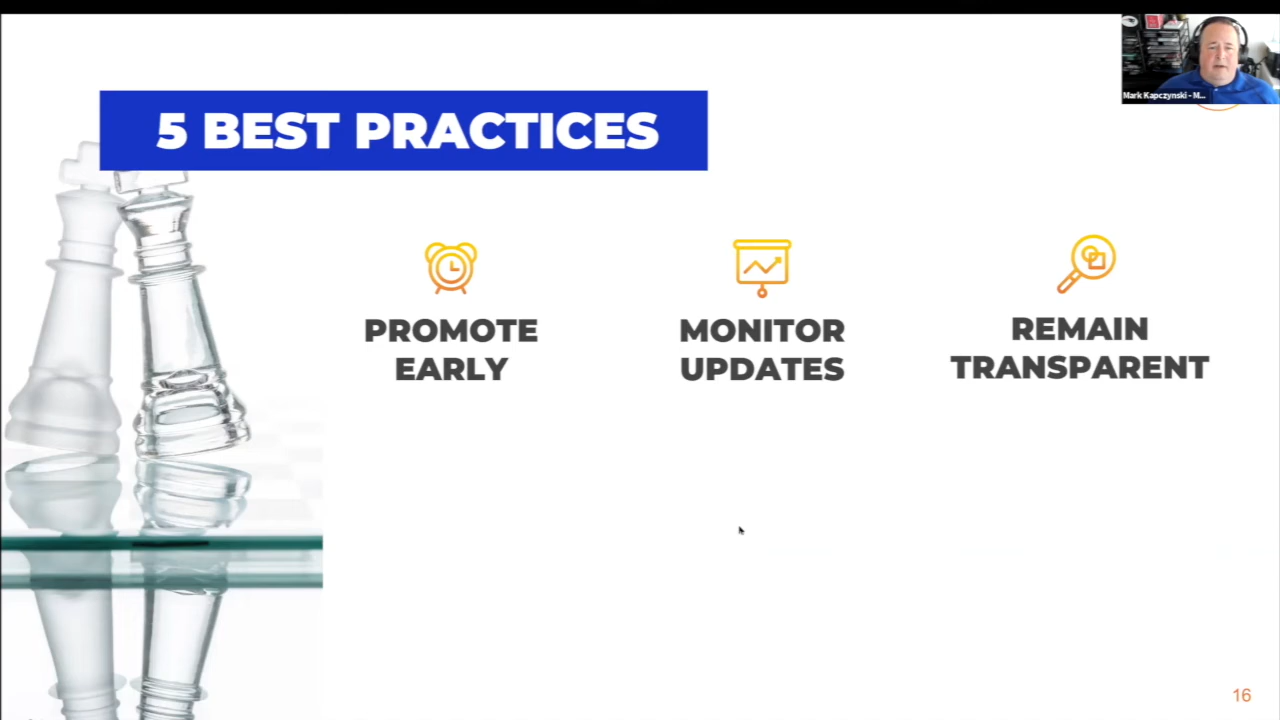 Mark Kapczynski - M...
5 BEST PRACTICES
PROMOTE
EARLY
MONITOR
UPDATES
REMAIN
TRANSPARENT
16